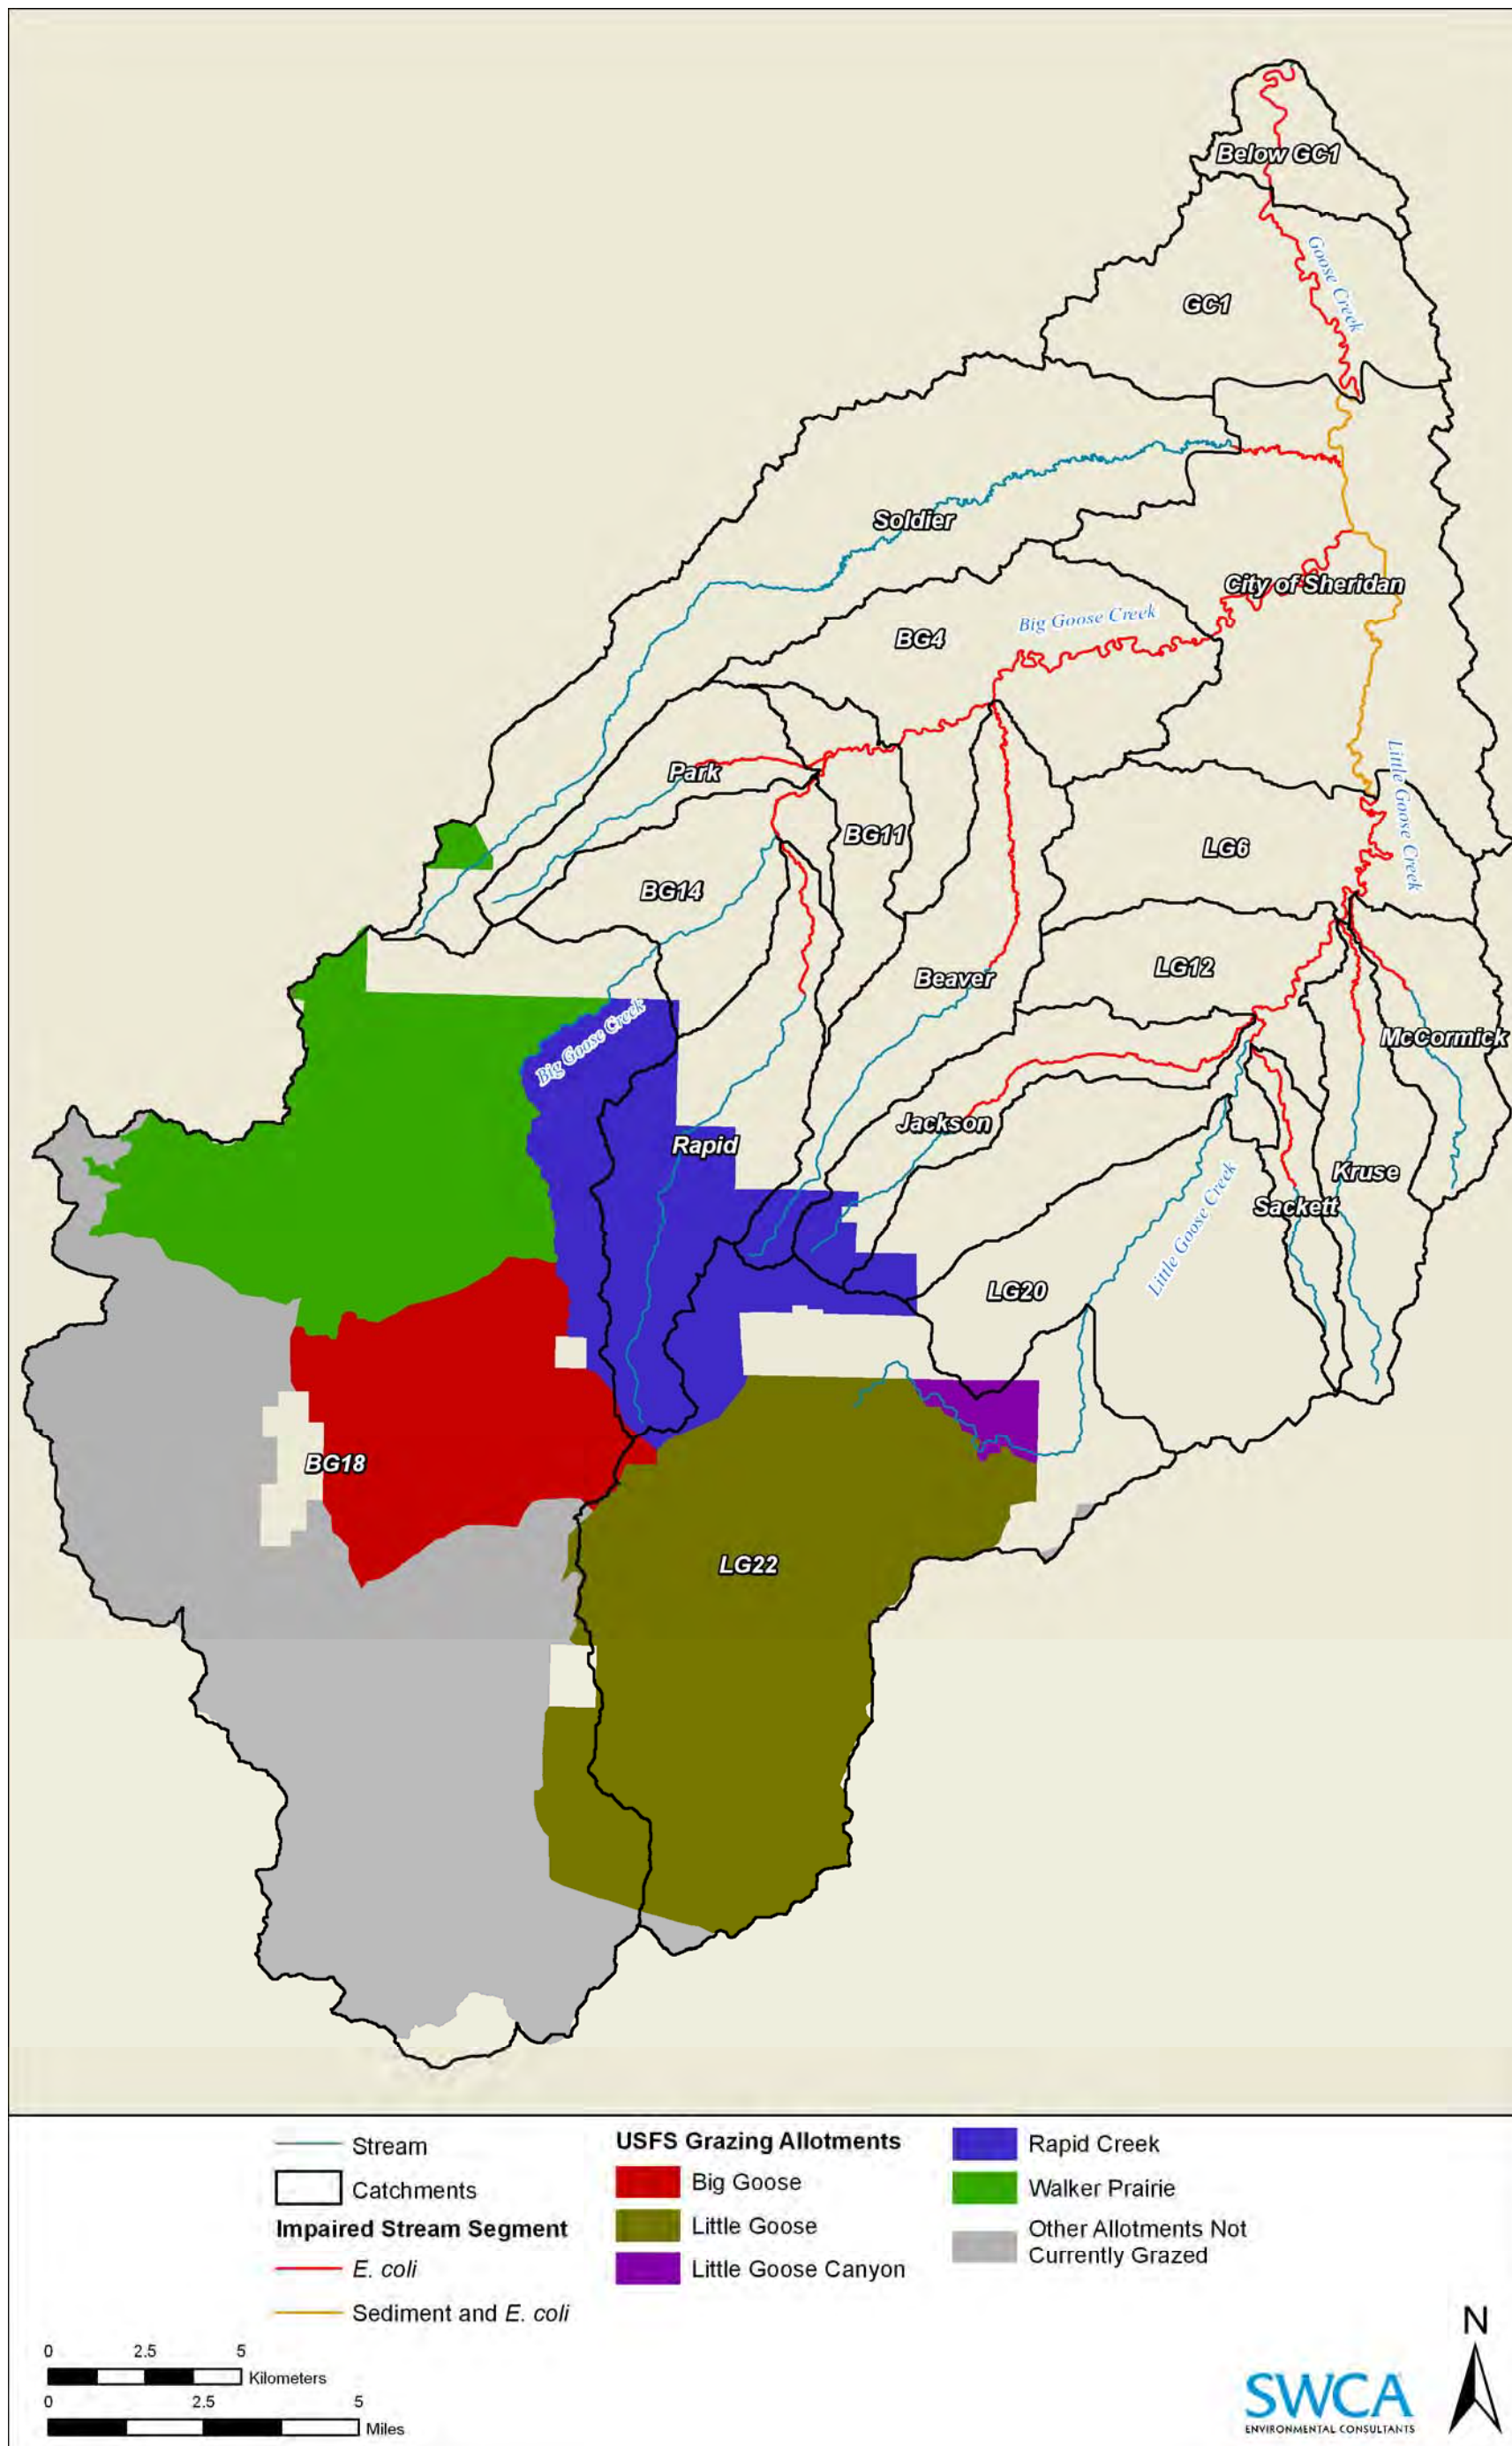 Below GC1
Goose Creek
GC1
Soldier
City of Sheridan
Big Goose Creek
BG4
Little Goose Creek
Park
BG11
LG6
BG14
LG12
Beaver
McCormick
Big Goose Creek
Jackson
Rapid
Kruse
Little Goose Creek
Sackett
LG20
BG18
LG22
Stream
Catchments
Impaired Stream Segment
E. coli
Sediment and E. coli
USFS Grazing Allotments
Big Goose
Little Goose
Little Goose Canyon
Rapid Creek
Walker Prairie
Other Allotments Not
Currently Grazed
0 2.5 5
Kilometers
0 2.5 5
Miles
N
SWCA
ENVIRONMENTAL CONSULTANTS